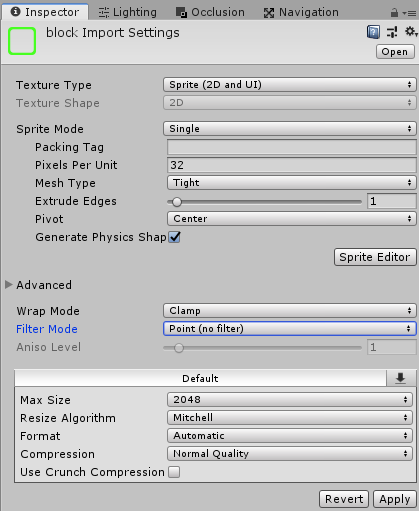 Inspector Lighting Occlusion Navigation
block Import Settings
Open
Texture Type Sprite (2D and UI)
Texture Shape 2D
Sprite Mode Single
Packing Tag
Pixels Per Unit 32
Mesh Type Tight
Extrude Edges 1
Pivot Center
Generate Physics Shap
Sprite Editor
Advanced
Wrap Mode Clamp
Filter Mode Point (no filter)
Aniso Level 1
Default
Max Size 2048
Resize Algorithm Mitchell
Format Automatic
Compression Normal Quality
Use Crunch Compression
Revert Apply